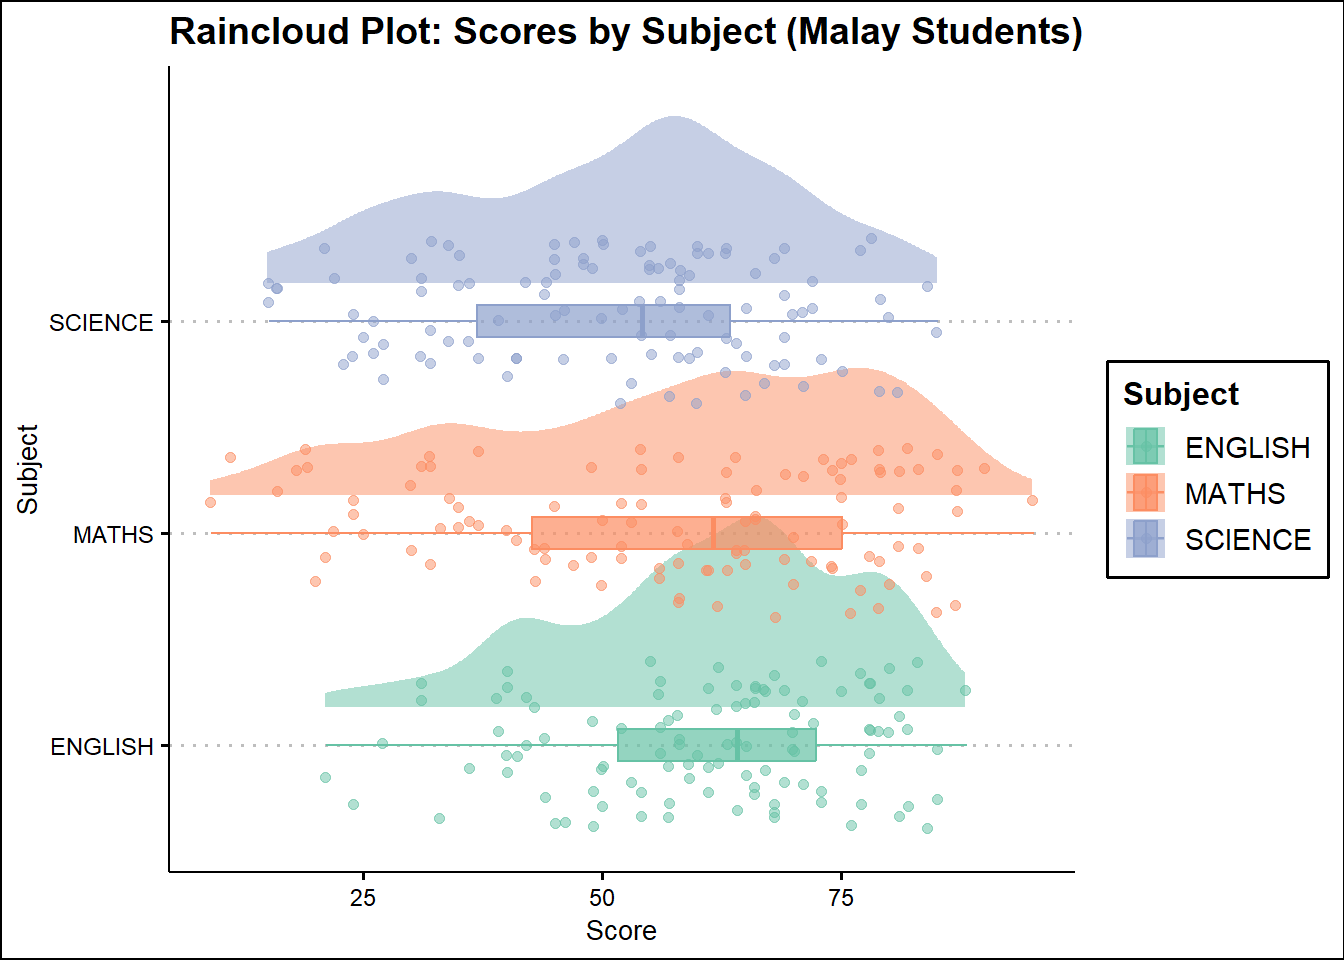 Raincloud Plot: Scores by Subject (Malay Students)
SCIENCE
MATHS
ENGLISH
Subject
25 50 75
Score
Subject
ENGLISH
MATHS
SCIENCE